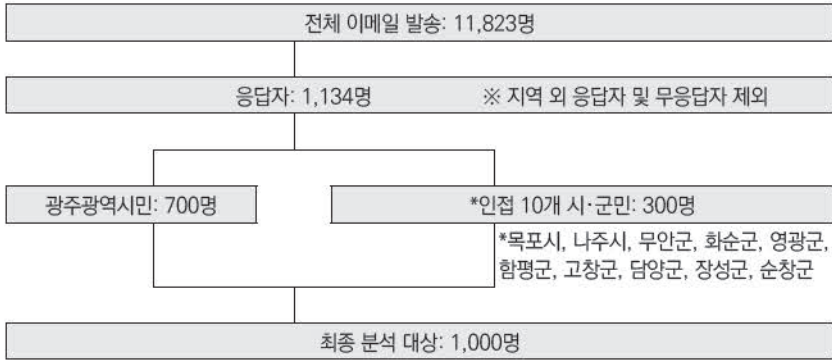 전체 이메일 발송: 11,823명
응답자: 1,134명 ※ 지역 외 응답자 및 무응답자 제외
광주광역시민: 700명
*인접 10개 시·군민: 300명
*목포시, 나주시, 무안군, 화순군, 영광군,
함평군, 고창군, 담양군, 장성군, 순창군
최종 분석 대상: 1,000명